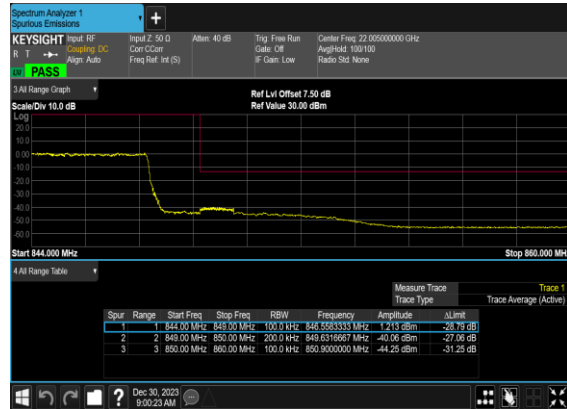 Spectrum Analyzer 1
Spurious Emissions
+
KEYSIGHT Input: RF Input Z: 50 Ω Atten: 40 dB Trig: Free Run Center Freq: 22.005000000 GHz
R T Coupling: DC Corr CCorr Gate: Off Avg|Hold: 100/100
Align: Auto Freq Ref: Int (S) IF Gain: Low Radio Std: None
PASS
3 All Range Graph
Ref Lvl Offset 7.50 dB
Scale/Div 10.0 dB Ref Value 30.00 dBm
Log
20.0
10.0
0.00
-10.0
-20.0
-30.0
-40.0
-50.0
-60.0
Start 844.000 MHz Stop 860.000 MH
4 All Range Table
Measure Trace Trace 1
Trace Type Trace Average (Active)
Spur Range Start Freq Stop Freq RBW Frequency Amplitude ΔLimit
1 1 844.00 MHz 849.00 MHz 100.0 kHz 846.5583333 MHz 1.213 dBm -28.79 dB
2 2 849.00 MHz 850.00 MHz 200.0 kHz 849.6316667 MHz -40.06 dBm -27.06 dB
3 3 850.00 MHz 860.00 MHz 100.0 kHz 850.9000000 MHz -44.25 dBm -31.25 dB
? Dec 30, 2023
9:00:23 AM